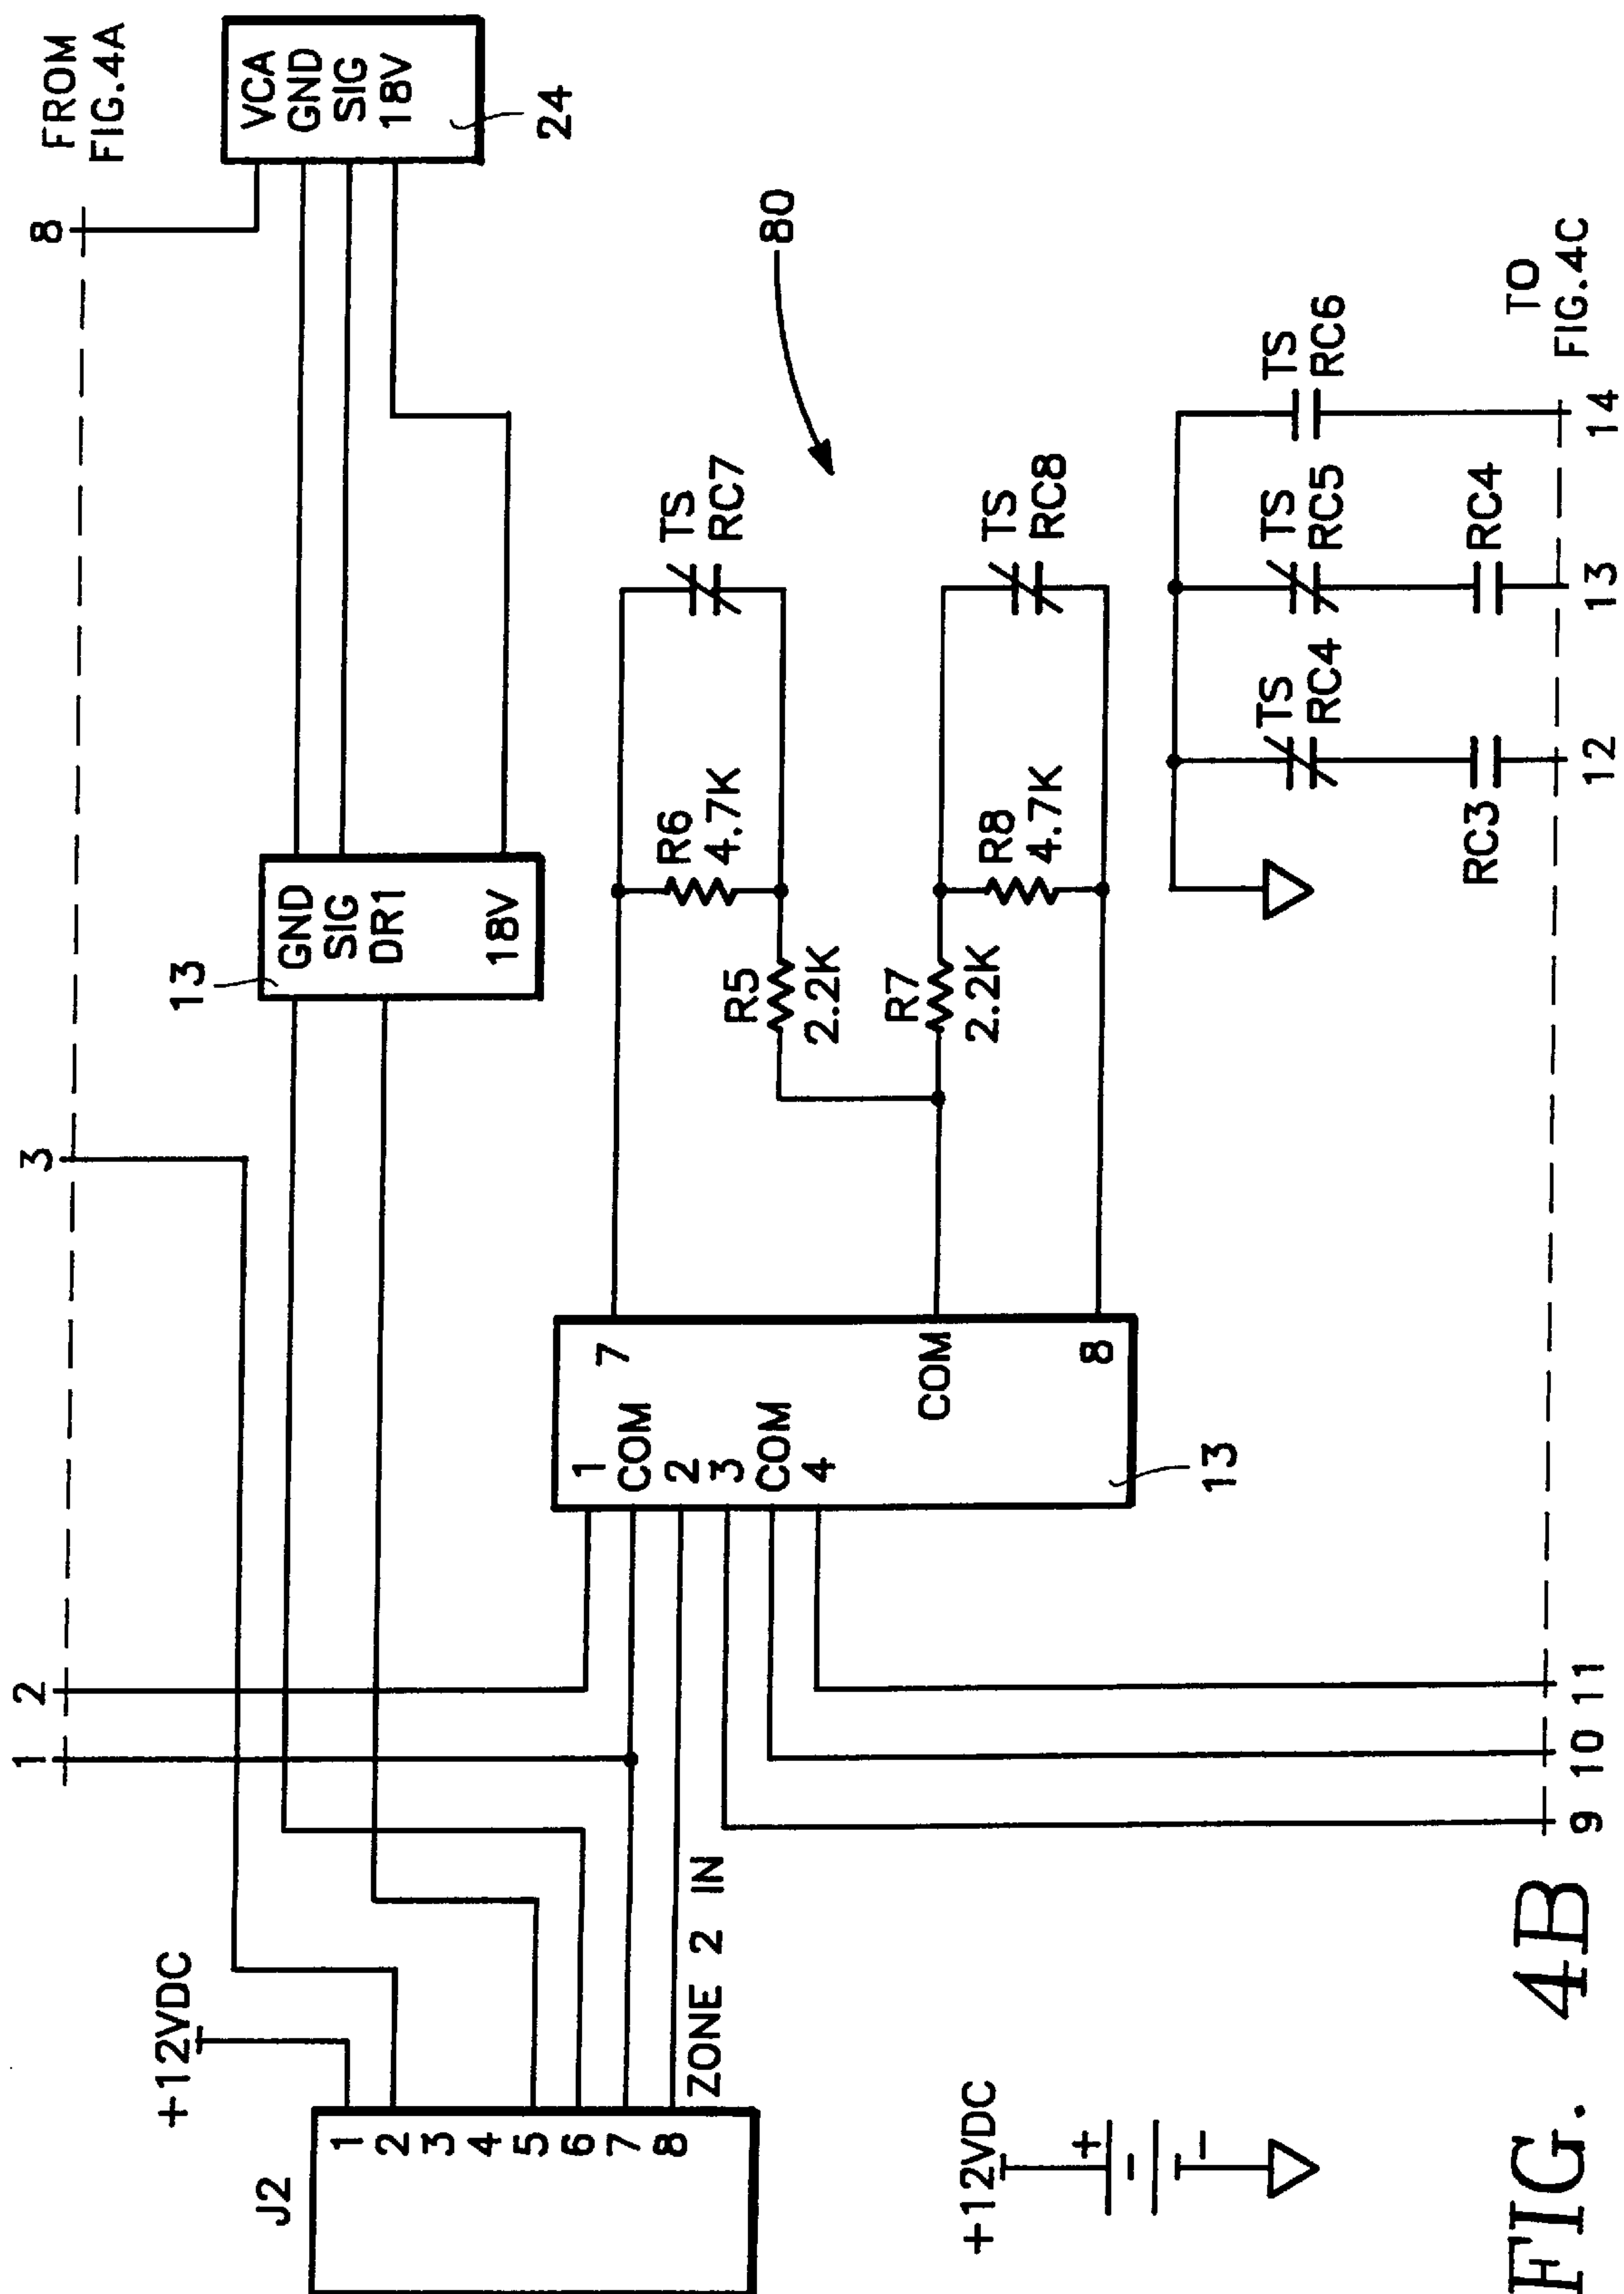 FROM
FIG.4A
1
2
3
8
+12VDC
J2
1
2
3
4
5
6
7
8
ZONE 2 IN
13
GND
SIG
DR1
18V
VCA
GND
SIG
18V
24
1
COM
2
3
COM
4
7
COM
8
13
R6
4.7K
R5
2.2K
R7
2.2K
R8
4.7K
TS
RC7
TS
RC8
80
+12VDC
+
-
-
TS
RC4
TS
RC5
TS
RC6
RC3
RC4
9
10
11
12
13
14
TO
FIG.4C
FIG. 4B